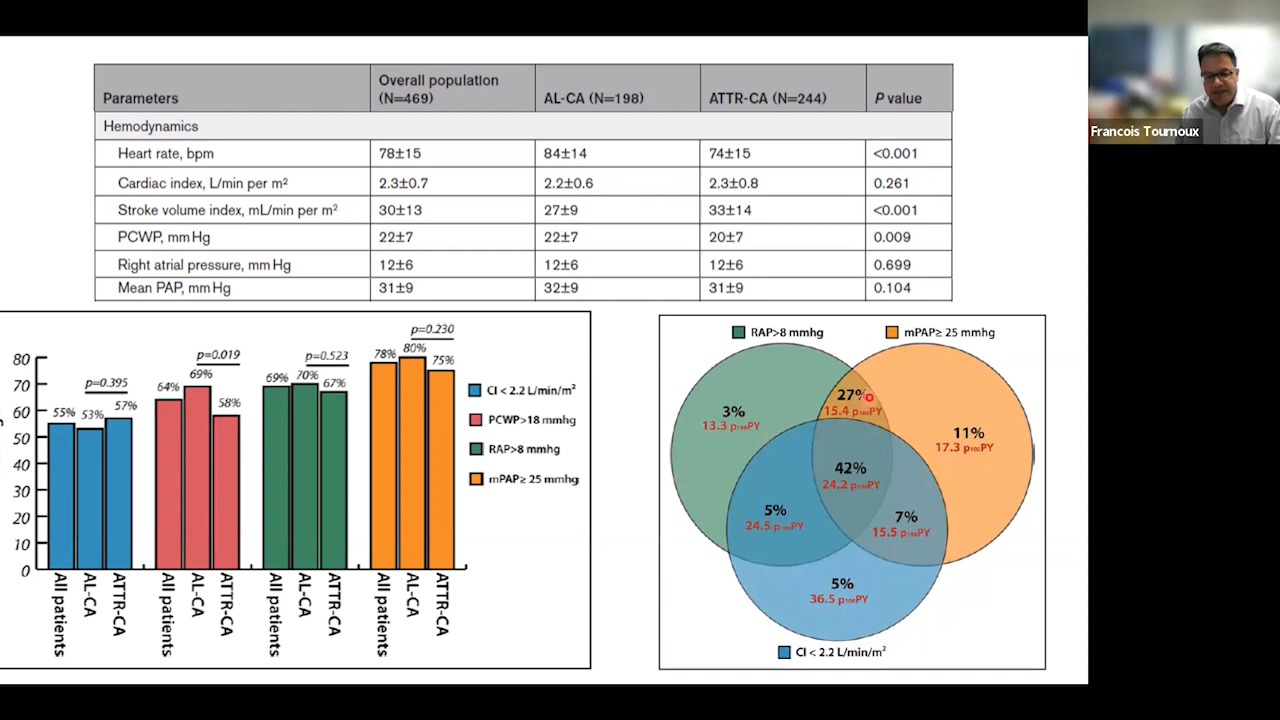 Parameters Overall population (N=469) AL-CA (N=198) ATTR-CA (N=244) P value
Hemodynamics
Heart rate, bpm 78±15 84±14 74±15 <0.001
Cardiac index, L/min per m² 2.3±0.7 2.2±0.6 2.3±0.8 0.261
Stroke volume index, mL/min per m² 30±13 27±9 33±14 <0.001
PCWP, mm Hg 22±7 22±7 20±7 0.009
Right atrial pressure, mm Hg 12±6 12±6 12±6 0.699
Mean PAP, mm Hg 31±9 32±9 31±9 0.104
80
70
60
50
40
30
20
10
0
55% 53% 57%
p=0.395
64% 69% 58%
p=0.019
69% 70% 67%
p=0.523
78% 80% 75%
p=0.230
All patients
AL-CA
ATTR-CA
All patients
AL-CA
ATTR-CA
All patients
AL-CA
ATTR-CA
All patients
AL-CA
ATTR-CA
CI < 2.2 L/min/m²
PCWP>18 mmhg
RAP>8 mmhg
mPAP≥ 25 mmhg
RAP>8 mmhg
mPAP≥ 25 mmhg
27%
15.4 p₁₀₀PY
3%
13.3 p₁₀₀PY
11%
17.3 p₁₀₀PY
42%
24.2 p₁₀₀PY
5%
24.5 p₁₀₀PY
7%
15.5 p₁₀₀PY
5%
36.5 p₁₀₀PY
CI < 2.2 L/min/m²
Francois Tournoux